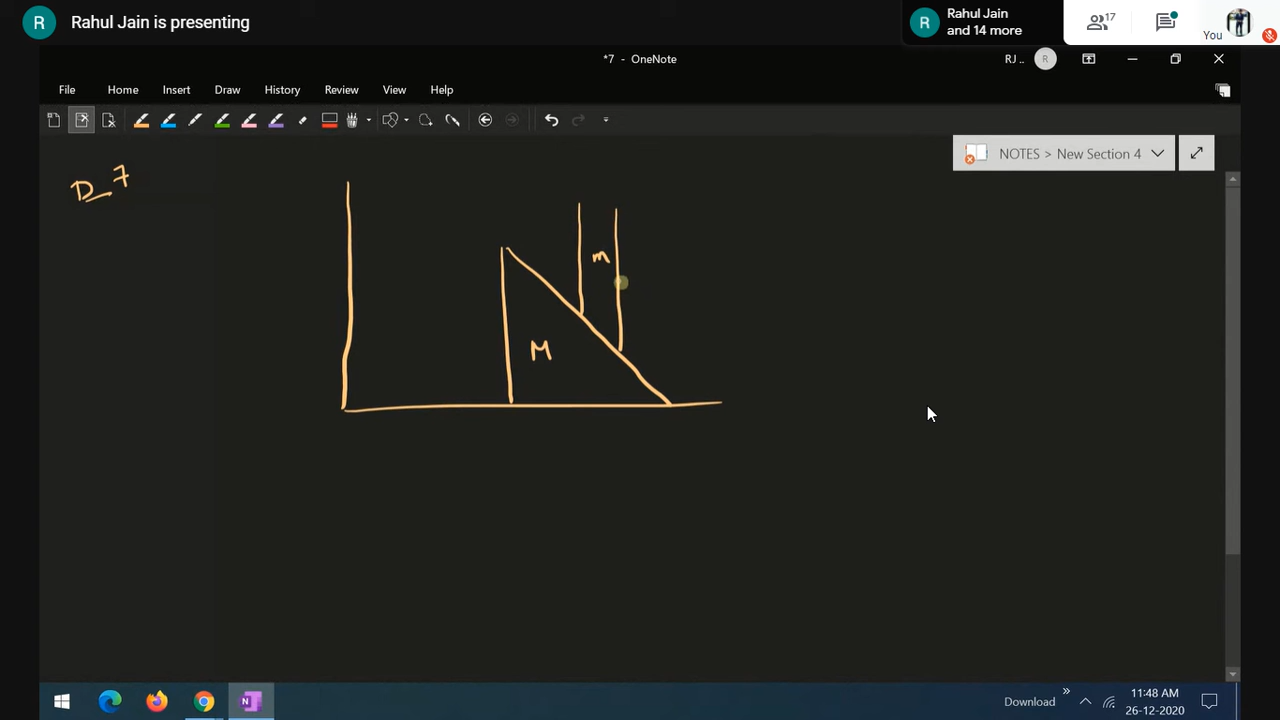 R Rahul Jain is presenting
R Rahul Jain and 14 more
17
You
*7 - OneNote
RJ ..
R
File Home Insert Draw History Review View Help
NOTES > New Section 4
D_7
m
M
Download
11:48 AM
26-12-2020